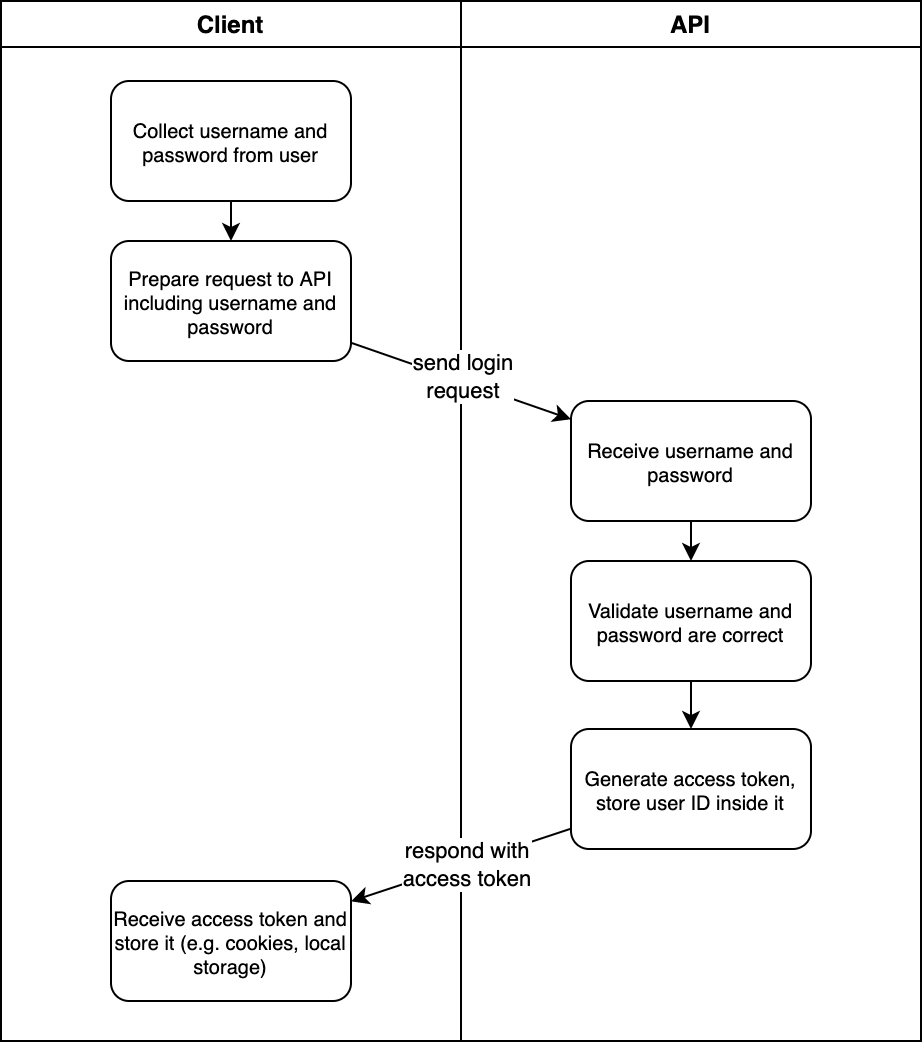 Client
API
Collect username and
password from user
Prepare request to API
including username and
password
send login
request
Receive username and
password
Validate username and
password are correct
Generate access token,
store user ID inside it
respond with
access token
Receive access token and
store it (e.g. cookies, local
storage)